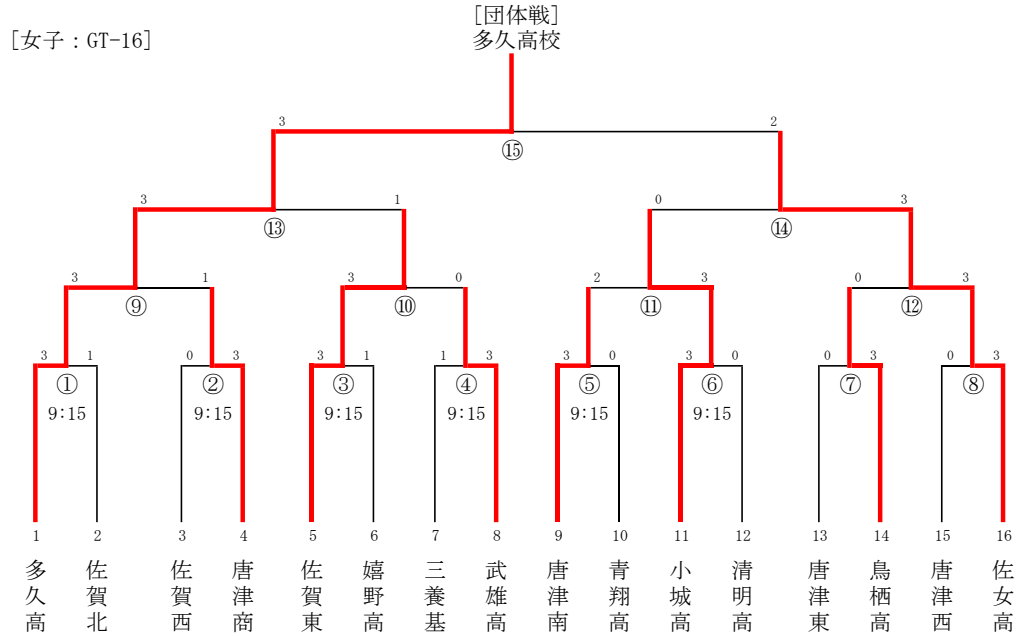 [団体戦]
[女子：GT-16]
多久高校
3 2
⑮
3 1 0 3
⑬ ⑭
3 1 3 0 2 3 0 3
⑨ ⑩ ⑪ ⑫
3 1 0 3 3 1 1 3 3 0 3 0 0 3 0 3
① ② ③ ④ ⑤ ⑥ ⑦ ⑧
9:15 9:15 9:15 9:15 9:15 9:15
1 2 3 4 5 6 7 8 9 10 11 12 13 14 15 16
多久高
佐賀北
佐賀西
唐津商
佐賀東
嬉野高
三養基
武雄高
唐津南
青翔高
小城高
清明高
唐津東
鳥栖高
唐津西
佐女高